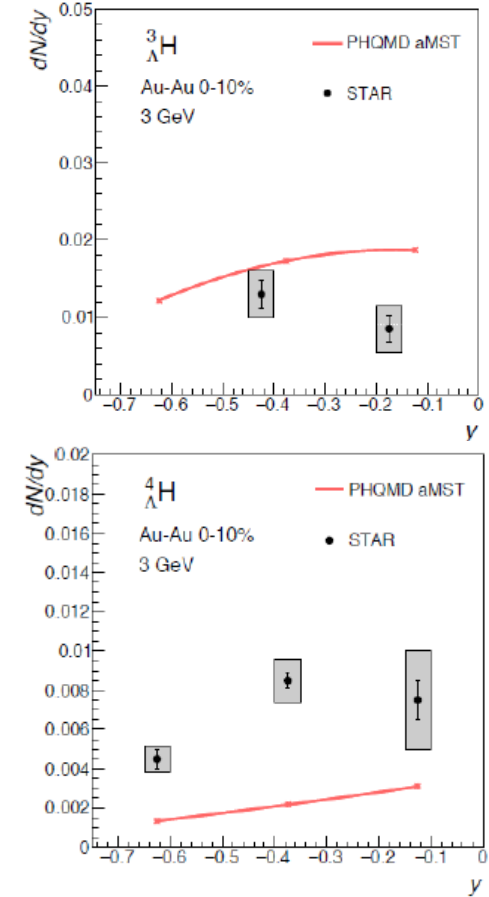 dN/dy
0.05
0.04
0.03
0.02
0.01
0
³ΛH
Au-Au 0-10%
3 GeV
PHQMD aMST
STAR
−0.7 −0.6 −0.5 −0.4 −0.3 −0.2 −0.1 0
y
dN/dy
0.02
0.018
0.016
0.014
0.012
0.01
0.008
0.006
0.004
0.002
0
⁴ΛH
Au-Au 0-10%
3 GeV
PHQMD aMST
STAR
−0.7 −0.6 −0.5 −0.4 −0.3 −0.2 −0.1 0
y